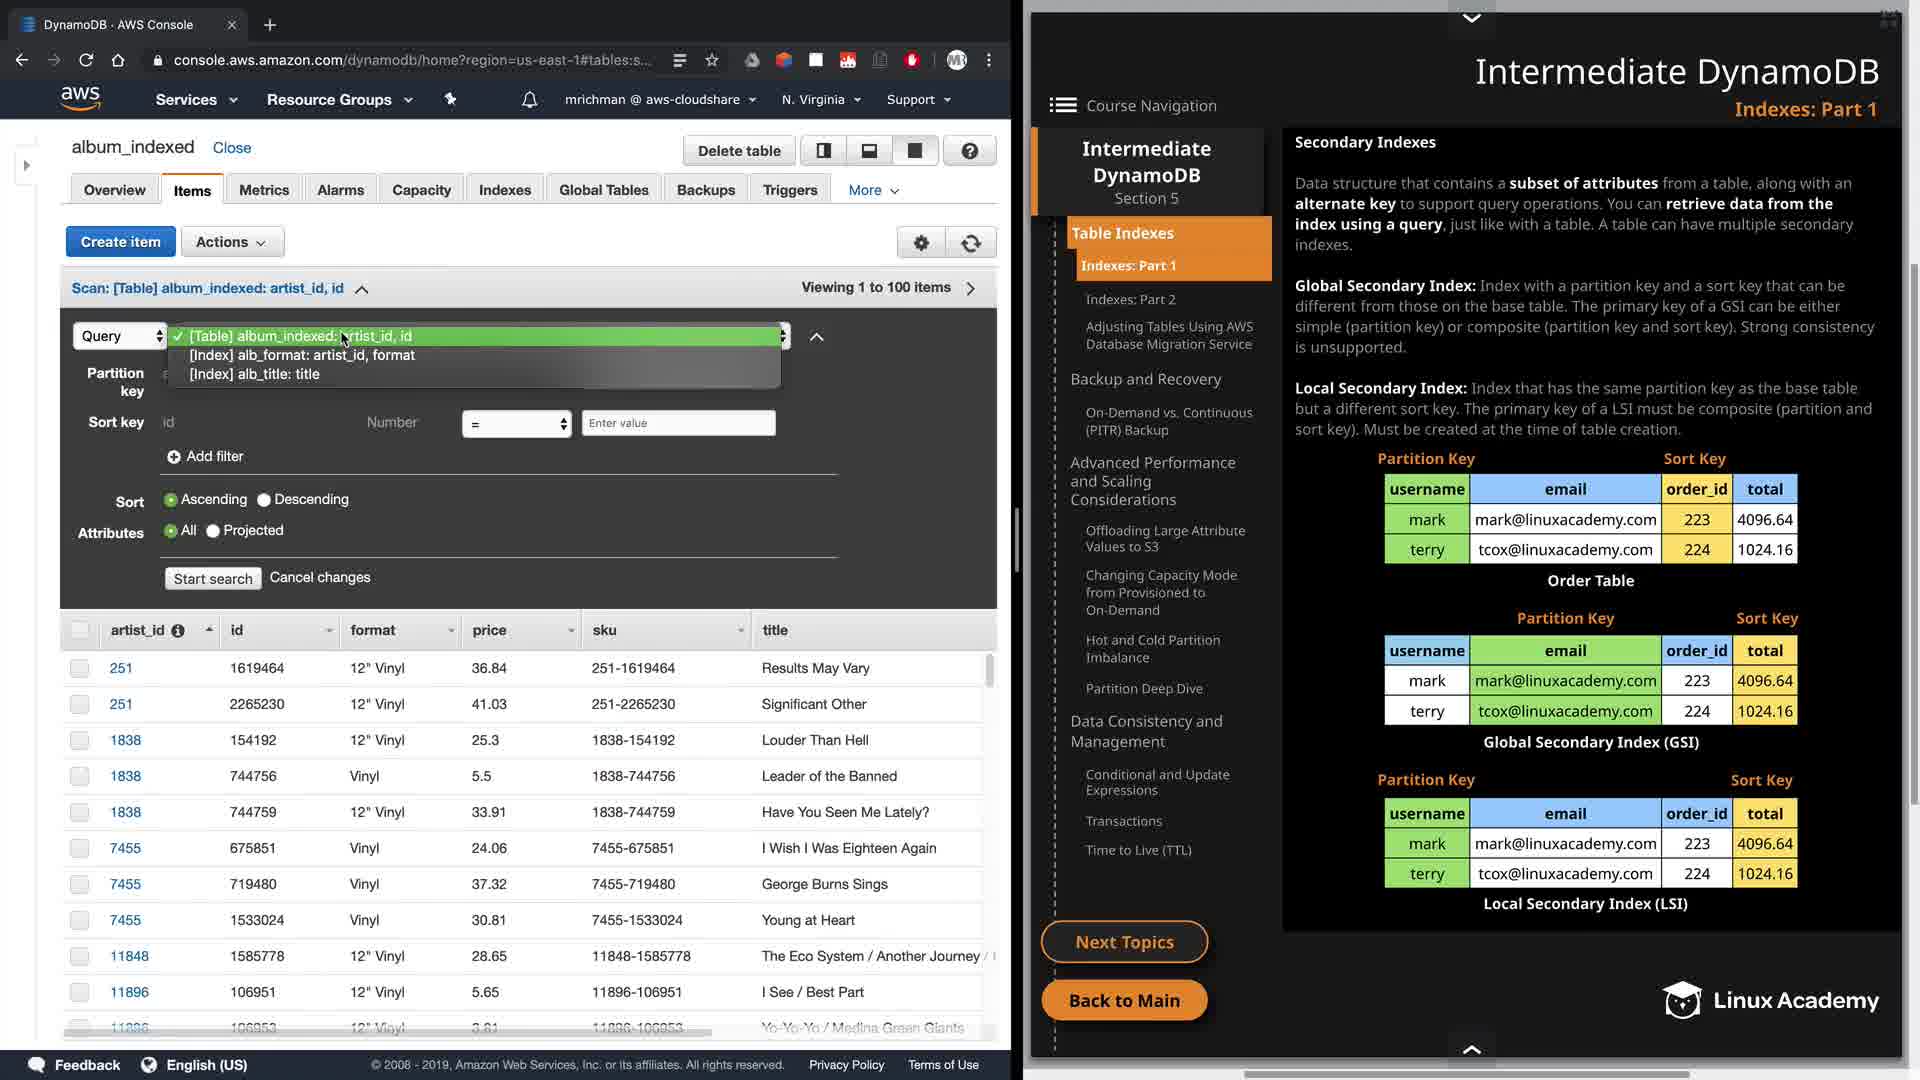 DynamoDB · AWS Console
console.aws.amazon.com/dynamodb/home?region=us-east-1#tables:s...
aws
Services
Resource Groups
mrichman @ aws-cloudshare
N. Virginia
Support
album_indexed
Close
Delete table
Overview
Items
Metrics
Alarms
Capacity
Indexes
Global Tables
Backups
Triggers
More
Create item
Actions
Scan: [Table] album_indexed: artist_id, id
Viewing 1 to 100 items
Query
[Table] album_indexed: artist_id, id
[Index] alb_format: artist_id, format
[Index] alb_title: title
Partition
key
Sort key
id
Number
=
Enter value
Add filter
Sort
Ascending
Descending
Attributes
All
Projected
Start search
Cancel changes
artist_id id format price sku title
251 1619464 12" Vinyl 36.84 251-1619464 Results May Vary
251 2265230 12" Vinyl 41.03 251-2265230 Significant Other
1838 154192 12" Vinyl 25.3 1838-154192 Louder Than Hell
1838 744756 Vinyl 5.5 1838-744756 Leader of the Banned
1838 744759 12" Vinyl 33.91 1838-744759 Have You Seen Me Lately?
7455 675851 Vinyl 24.06 7455-675851 I Wish I Was Eighteen Again
7455 719480 Vinyl 37.32 7455-719480 George Burns Sings
7455 1533024 Vinyl 30.81 7455-1533024 Young at Heart
11848 1585778 12" Vinyl 28.65 11848-1585778 The Eco System / Another Journey /
11896 106951 12" Vinyl 5.65 11896-106951 I See / Best Part
11896 106953 12" Vinyl 3.81 11896-106953 Yo-Yo-Yo / Medina Green Giants
Feedback
English (US)
© 2008 - 2019, Amazon Web Services, Inc. or its affiliates. All rights reserved.
Privacy Policy
Terms of Use
Intermediate DynamoDB
Indexes: Part 1
Course Navigation
Intermediate
DynamoDB
Section 5
Table Indexes
Indexes: Part 1
Indexes: Part 2
Adjusting Tables Using AWS
Database Migration Service
Backup and Recovery
On-Demand vs. Continuous
(PITR) Backup
Advanced Performance
and Scaling
Considerations
Offloading Large Attribute
Values to S3
Changing Capacity Mode
from Provisioned to
On-Demand
Hot and Cold Partition
Imbalance
Partition Deep Dive
Data Consistency and
Management
Conditional and Update
Expressions
Transactions
Time to Live (TTL)
Next Topics
Back to Main
Secondary Indexes
Data structure that contains a subset of attributes from a table, along with an
alternate key to support query operations. You can retrieve data from the
index using a query, just like with a table. A table can have multiple secondary
indexes.
Global Secondary Index: Index with a partition key and a sort key that can be
different from those on the base table. The primary key of a GSI can be either
simple (partition key) or composite (partition key and sort key). Strong consistency
is unsupported.
Local Secondary Index: Index that has the same partition key as the base table
but a different sort key. The primary key of a LSI must be composite (partition and
sort key). Must be created at the time of table creation.
Partition Key Sort Key
username email order_id total
mark mark@linuxacademy.com 223 4096.64
terry tcox@linuxacademy.com 224 1024.16
Order Table
Partition Key Sort Key
username email order_id total
mark mark@linuxacademy.com 223 4096.64
terry tcox@linuxacademy.com 224 1024.16
Global Secondary Index (GSI)
Partition Key Sort Key
username email order_id total
mark mark@linuxacademy.com 223 4096.64
terry tcox@linuxacademy.com 224 1024.16
Local Secondary Index (LSI)
Linux Academy